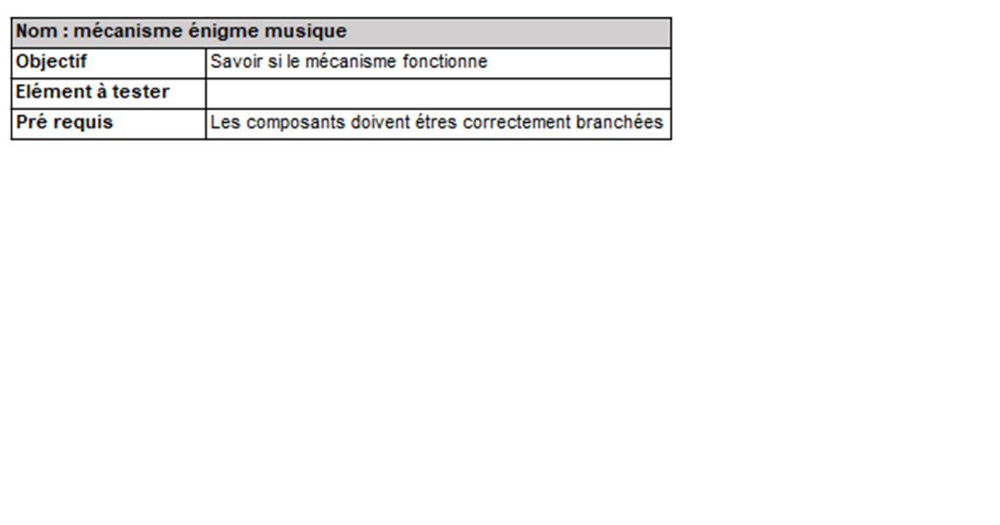 Nom : mécanisme énigme musique
Objectif Savoir si le mécanisme fonctionne
Elément à tester
Pré requis Les composants doivent étres correctement branchées